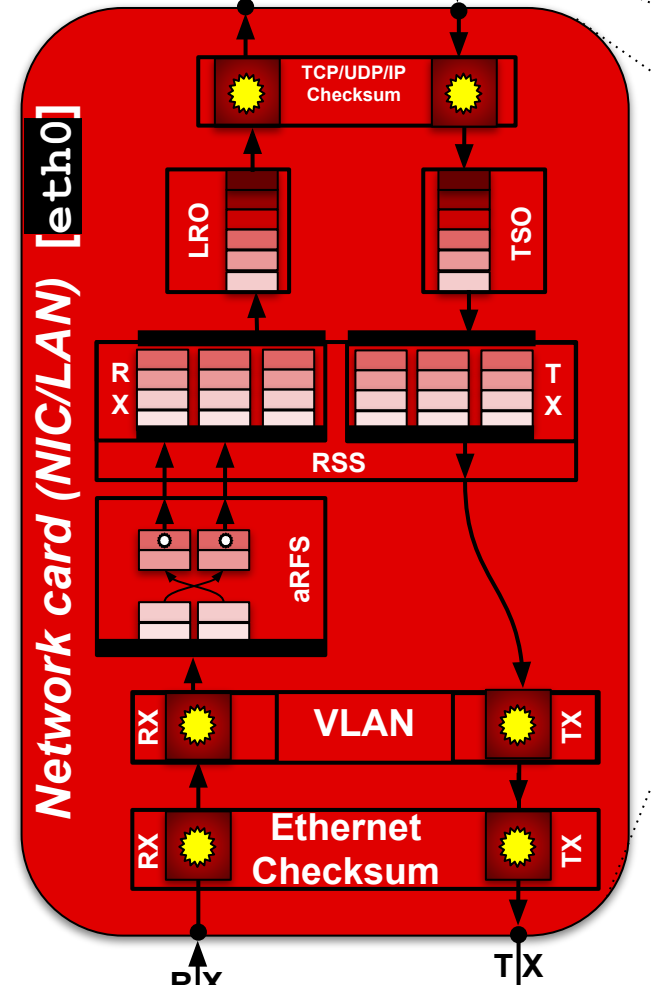 Network card (NIC/LAN) [eth0]
TCP/UDP/IP
Checksum
LRO
TSO
R
X
T
X
RSS
aRFS
RX
VLAN
TX
RX
Ethernet
Checksum
TX
RX
TX